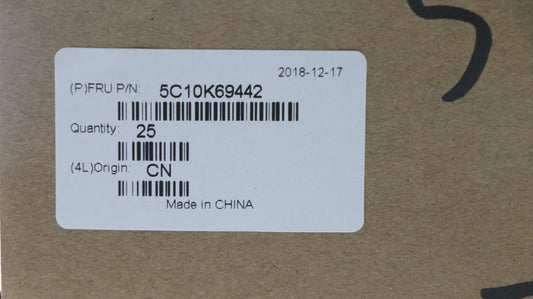 2018-12-17
(P)FRU P/N: 5C10K69442
Quantity: 25
(4L)Origin: CN
Made in CHINA